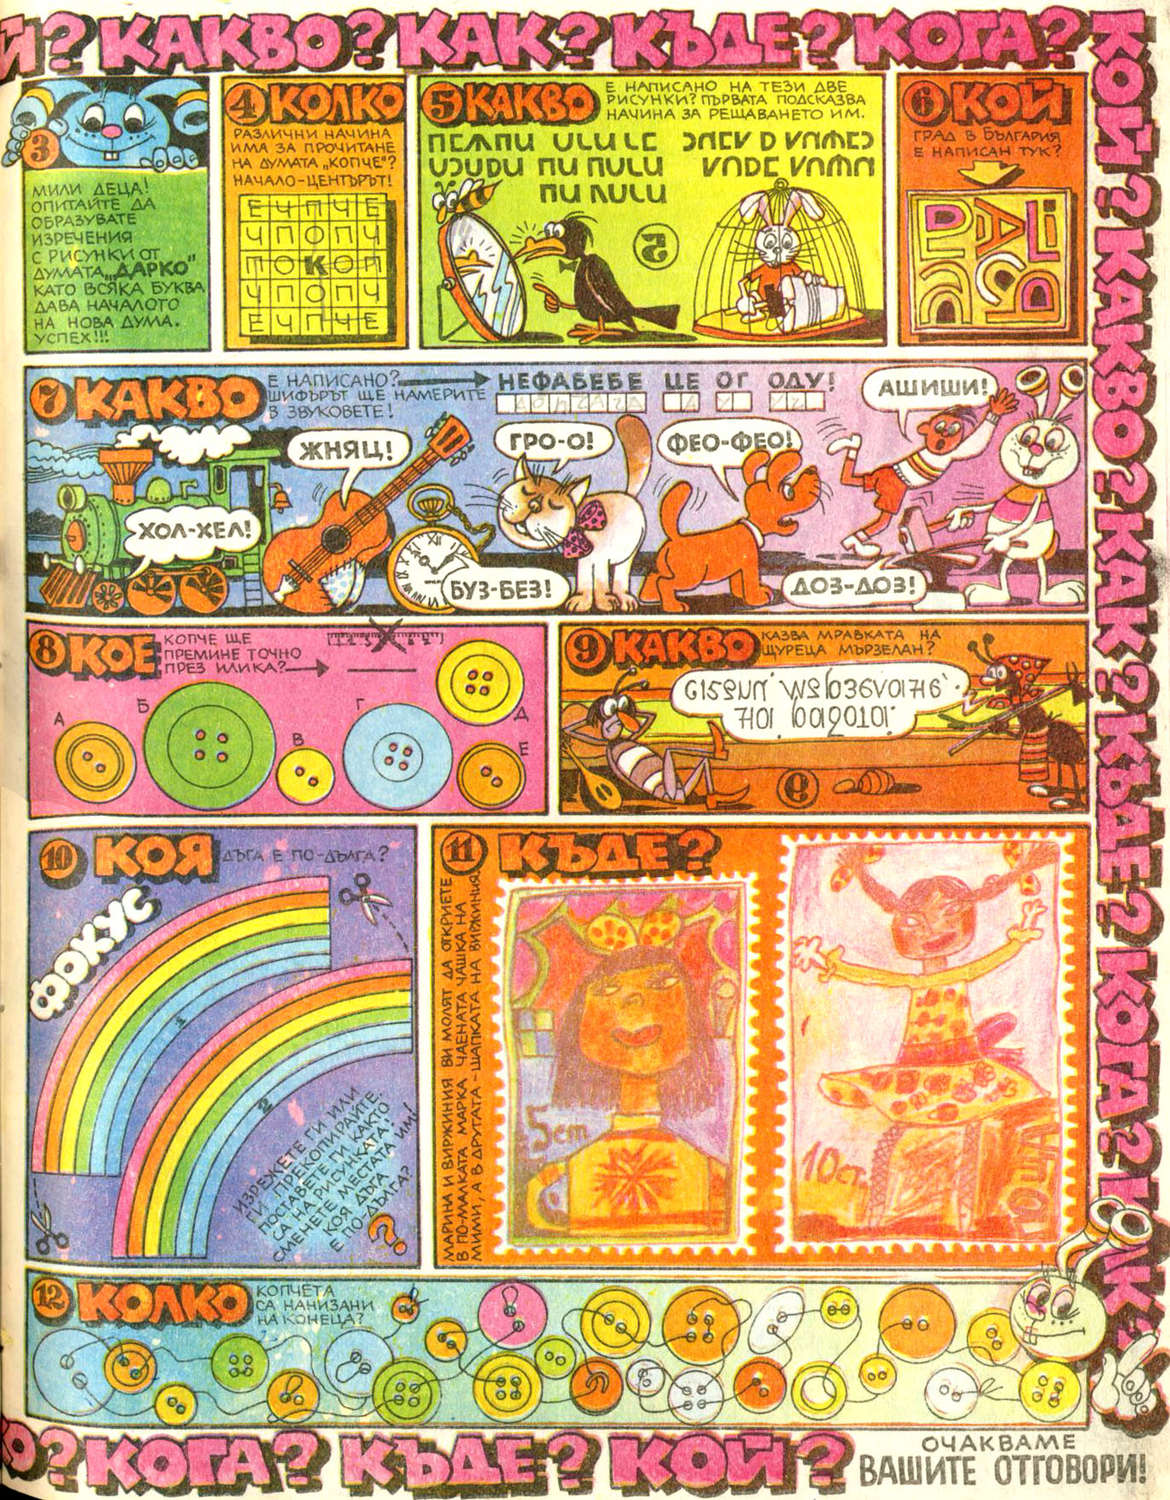 Й? КАКВО? КАК? КЪДЕ? КОГА?
КОЙ? КАКВО? КАК? КЪДЕ? КОГА?
3
МИЛИ ДЕЦА!
ОПИТАЙТЕ ДА
ОБРАЗУВАТЕ
ИЗРЕЧЕНИЯ
С РИСУНКИ ОТ
ДУМАТА „ДАРКО"
КАТО ВСЯКА БУКВА
ДАВА НАЧАЛОТО
НА НОВА ДУМА.
УСПЕХ!!!
4 КОЛКО
РАЗЛИЧНИ НАЧИНА
ИМА ЗА ПРОЧИТАНЕ
НА ДУМАТА „КОПЧЕ"?
НАЧАЛО-ЦЕНТЪРЪТ!
Е Ч П Ч Е
Ч П О П Ч
П О К О П
Ч П О П Ч
Е Ч П Ч Е
5 КАКВО
Е НАПИСАНО НА ТЕЗИ ДВЕ
РИСУНКИ? ПЪРВАТА ПОДСКАЗВА
НАЧИНА ЗА РЕШАВАНЕТО ИМ.
6 КОЙ
ГРАД В БЪЛГАРИЯ
Е НАПИСАН ТУК?
7 КАКВО
Е НАПИСАНО?
ШИФЪРЪТ ЩЕ НАМЕРИТЕ
В ЗВУКОВЕТЕ!
НЕФАБЕБЕ ЦЕ ОГ ОДУ!
ХОЛ-ХЕЛ!
ЖНЯЦ!
БУЗ-БЕЗ!
ГРО-О!
ФЕО-ФЕО!
АШИШИ!
ДОЗ-ДОЗ!
8 КОЕ
КОПЧЕ ЩЕ
ПРЕМИНЕ ТОЧНО
ПРЕЗ ИЛИКА?
А
Б
В
Г
Д
Е
9 КАКВО
КАЗВА МРАВКАТА НА
ЩУРЕЦА МЪРЗЕЛАН?
10 КОЯ
ДЪГА Е ПО-ДЪЛГА?
ФОКУС
1
2
ИЗРЕЖЕТЕ ГИ ИЛИ
ГИ ПРЕКОПИРАЙТЕ.
ПОСТАВЕТЕ ГИ КАКТО
СА НА РИСУНКАТА.
СМЕНЕТЕ МЕСТАТА ИМ!
КОЯ ДЪГА
Е ПО-ДЪЛГА?
?
11 КЪДЕ?
МАРИНА И ВИРЖИНИЯ ВИ МОЛЯТ ДА ОТКРИЕТЕ
В ПО-МАЛКАТА МАРКА ЧАЕНАТА ЧАШКА НА
МИМИ, А В ДРУГАТА – ШАПКАТА НА ВИРЖИНИЯ
5 cm
10 ст.
ПОЩА
12 КОЛКО
КОПЧЕТА
СА НАНИЗАНИ
НА КОНЕЦА?
? КОГА? КЪДЕ? КОЙ?
ОЧАКВАМЕ
ВАШИТЕ ОТГОВОРИ!